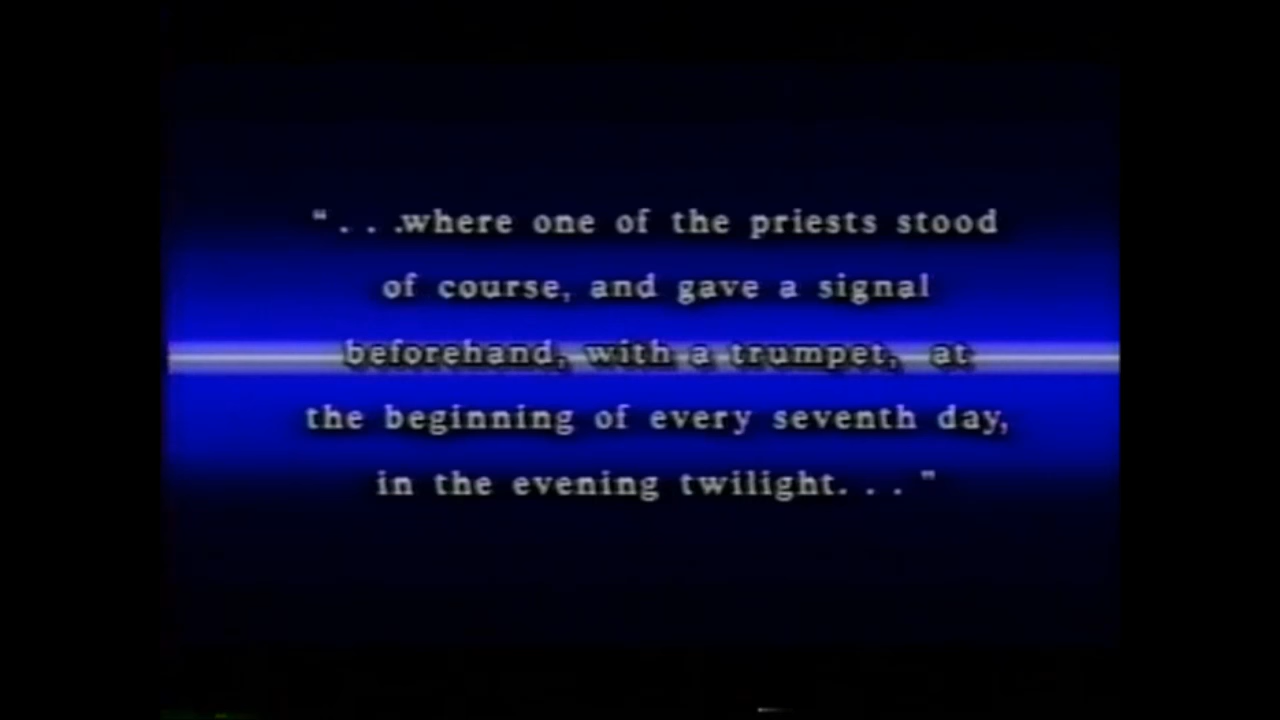 “. . .where one of the priests stood
of course, and gave a signal
beforehand, with a trumpet, at
the beginning of every seventh day,
in the evening twilight. . . ”